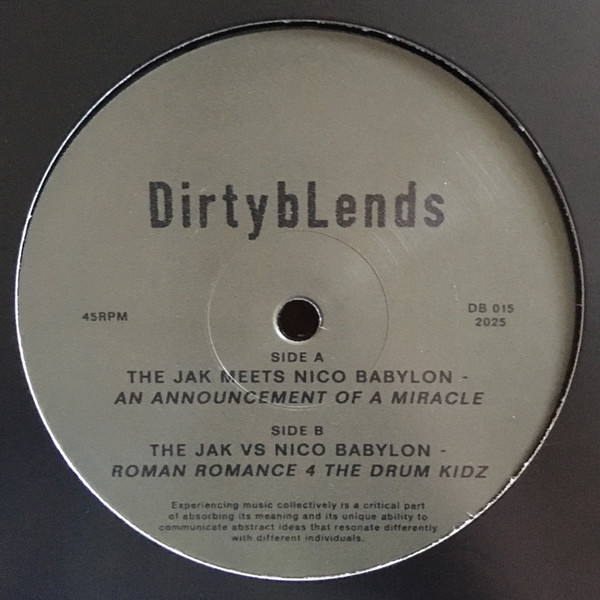 DirtybLends
45RPM
DB 015
2025
SIDE A
THE JAK MEETS NICO BABYLON -
AN ANNOUNCEMENT OF A MIRACLE
SIDE B
THE JAK VS NICO BABYLON -
ROMAN ROMANCE 4 THE DRUM KIDZ
Experiencing music collectively is a critical part
of absorbing its meaning and its unique ability to
communicate abstract ideas that resonate differently
with different individuals.